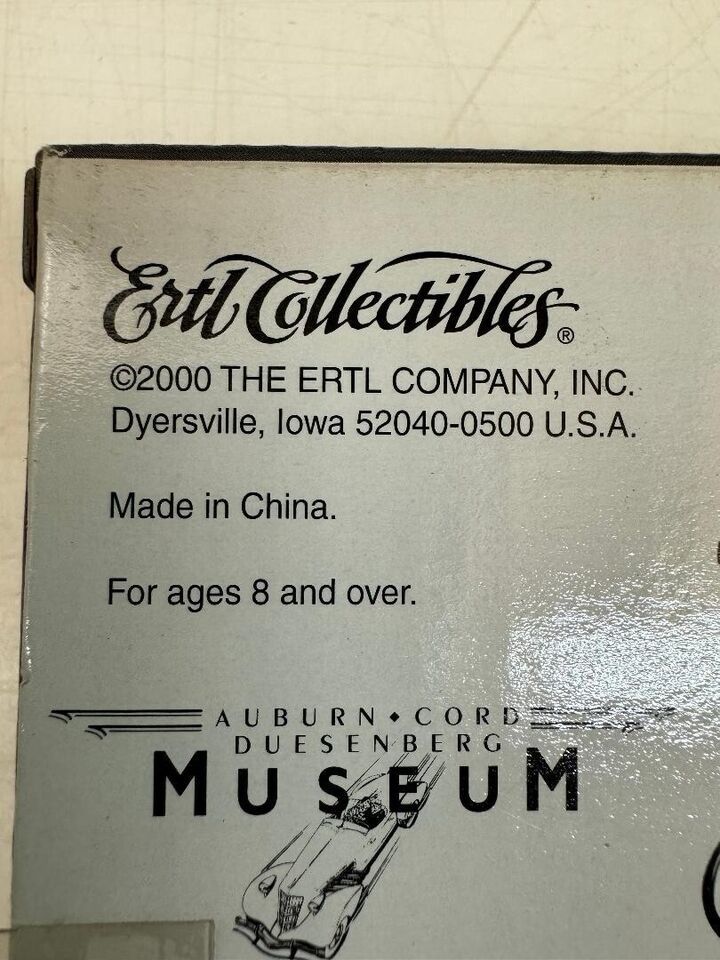 Ertl Collectibles®
©2000 THE ERTL COMPANY, INC.
Dyersville, Iowa 52040-0500 U.S.A.
Made in China.
For ages 8 and over.
AUBURN ◆ CORD
DUESENBERG
MUSEUM